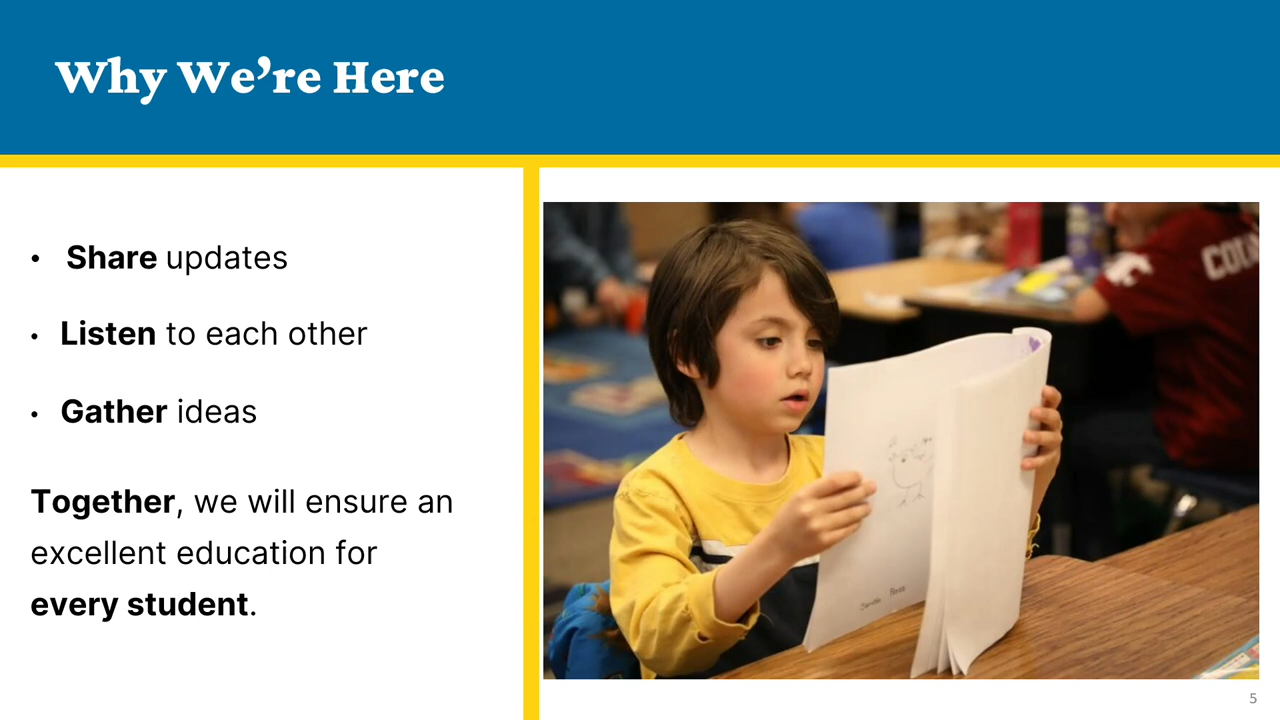 Why We’re Here
• Share updates
• Listen to each other
• Gather ideas
Together, we will ensure an
excellent education for
every student.
5